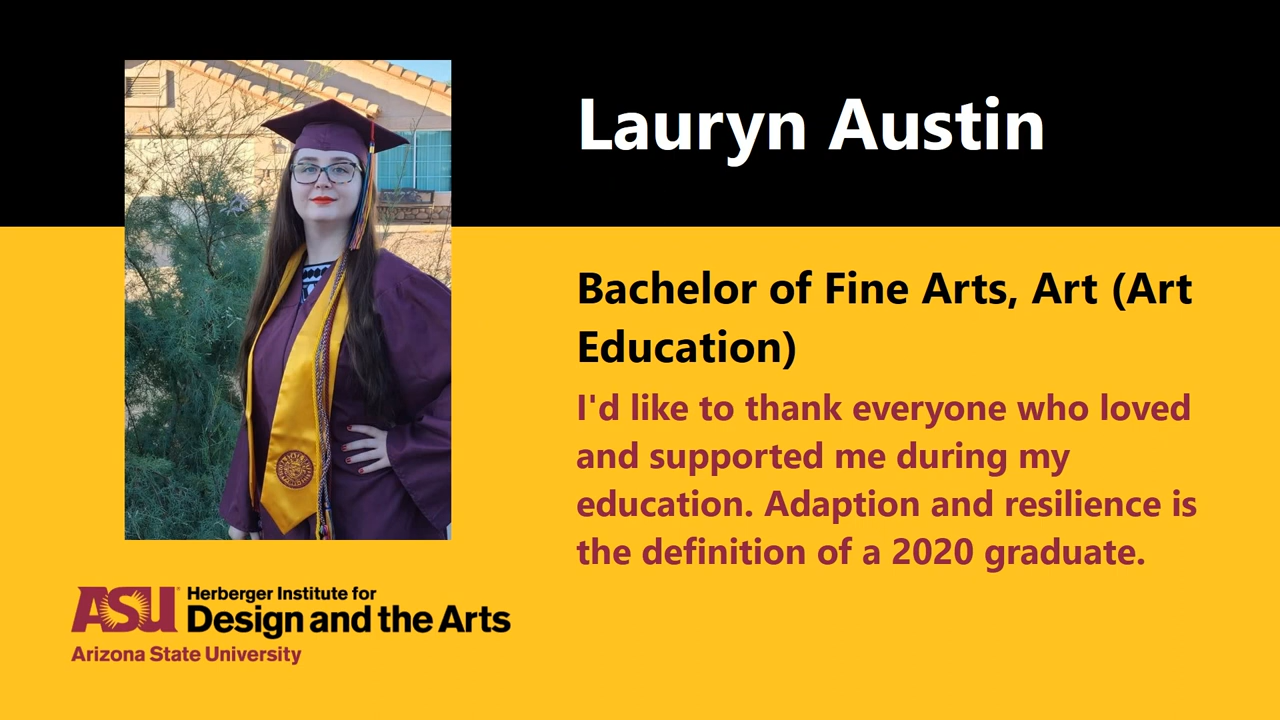 Lauryn Austin
Bachelor of Fine Arts, Art (Art
Education)
I'd like to thank everyone who loved
and supported me during my
education. Adaption and resilience is
the definition of a 2020 graduate.
ASU Herberger Institute for
Design and the Arts
Arizona State University